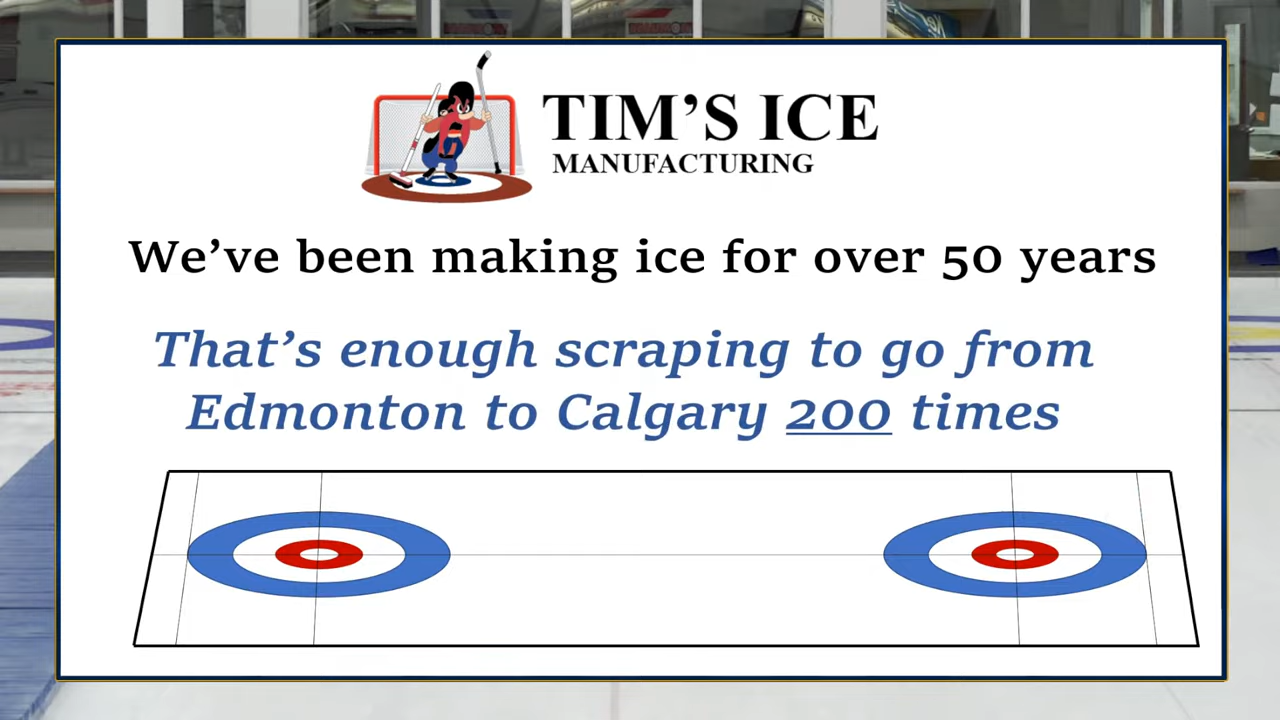 TIM'S ICE
MANUFACTURING
We've been making ice for over 50 years
That's enough scraping to go from
Edmonton to Calgary 200 times